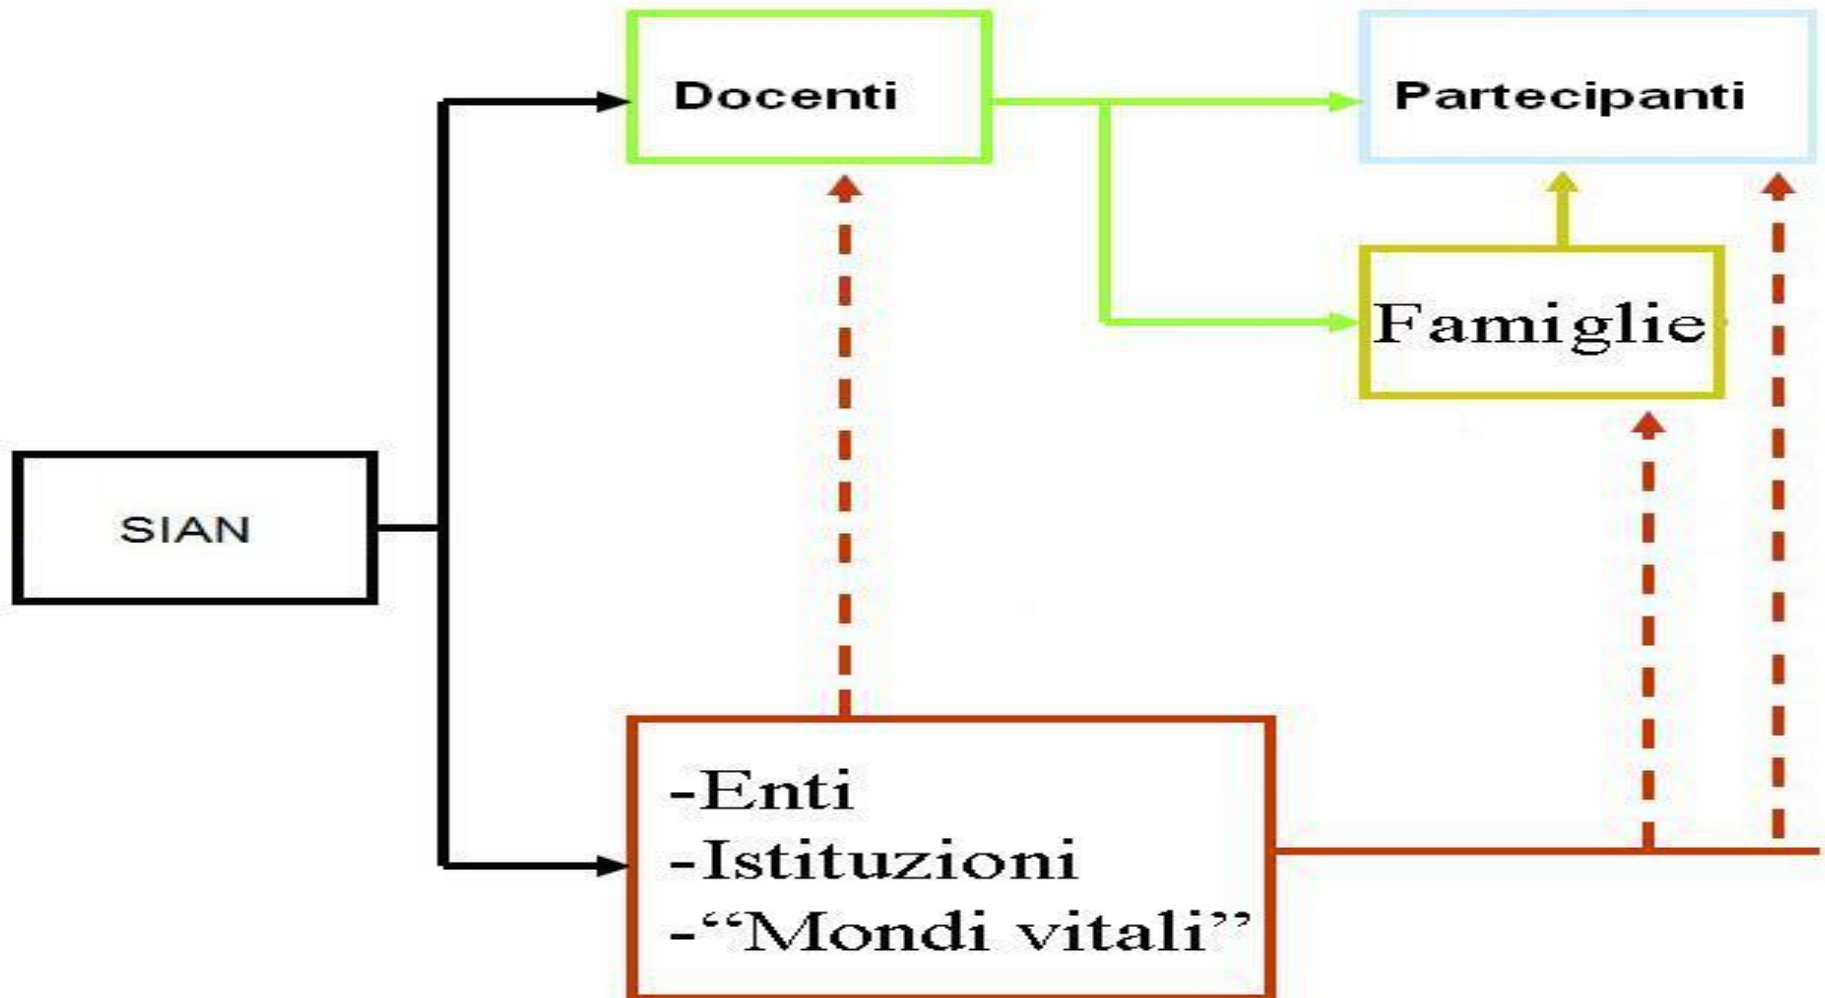 Docenti
Partecipanti
Famiglie
SIAN
-Enti
-Istituzioni
-“Mondi vitali”